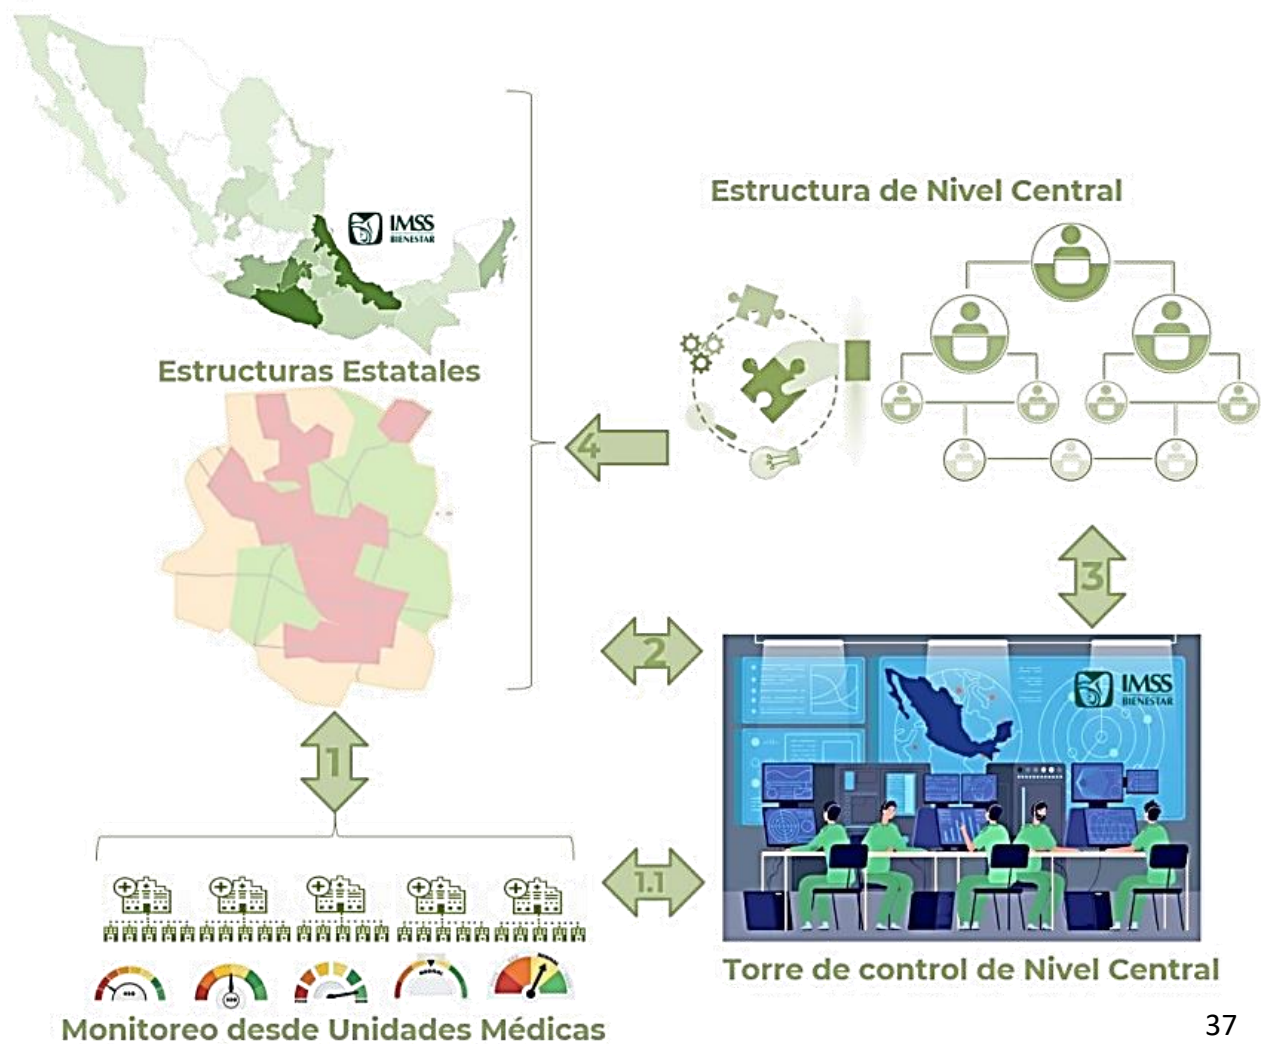 IMSS
BIENESTAR
Estructuras Estatales
Estructura de Nivel Central
4
3
2
1
1.1
IMSS
BIENESTAR
Torre de control de Nivel Central
Monitoreo desde Unidades Médicas
37